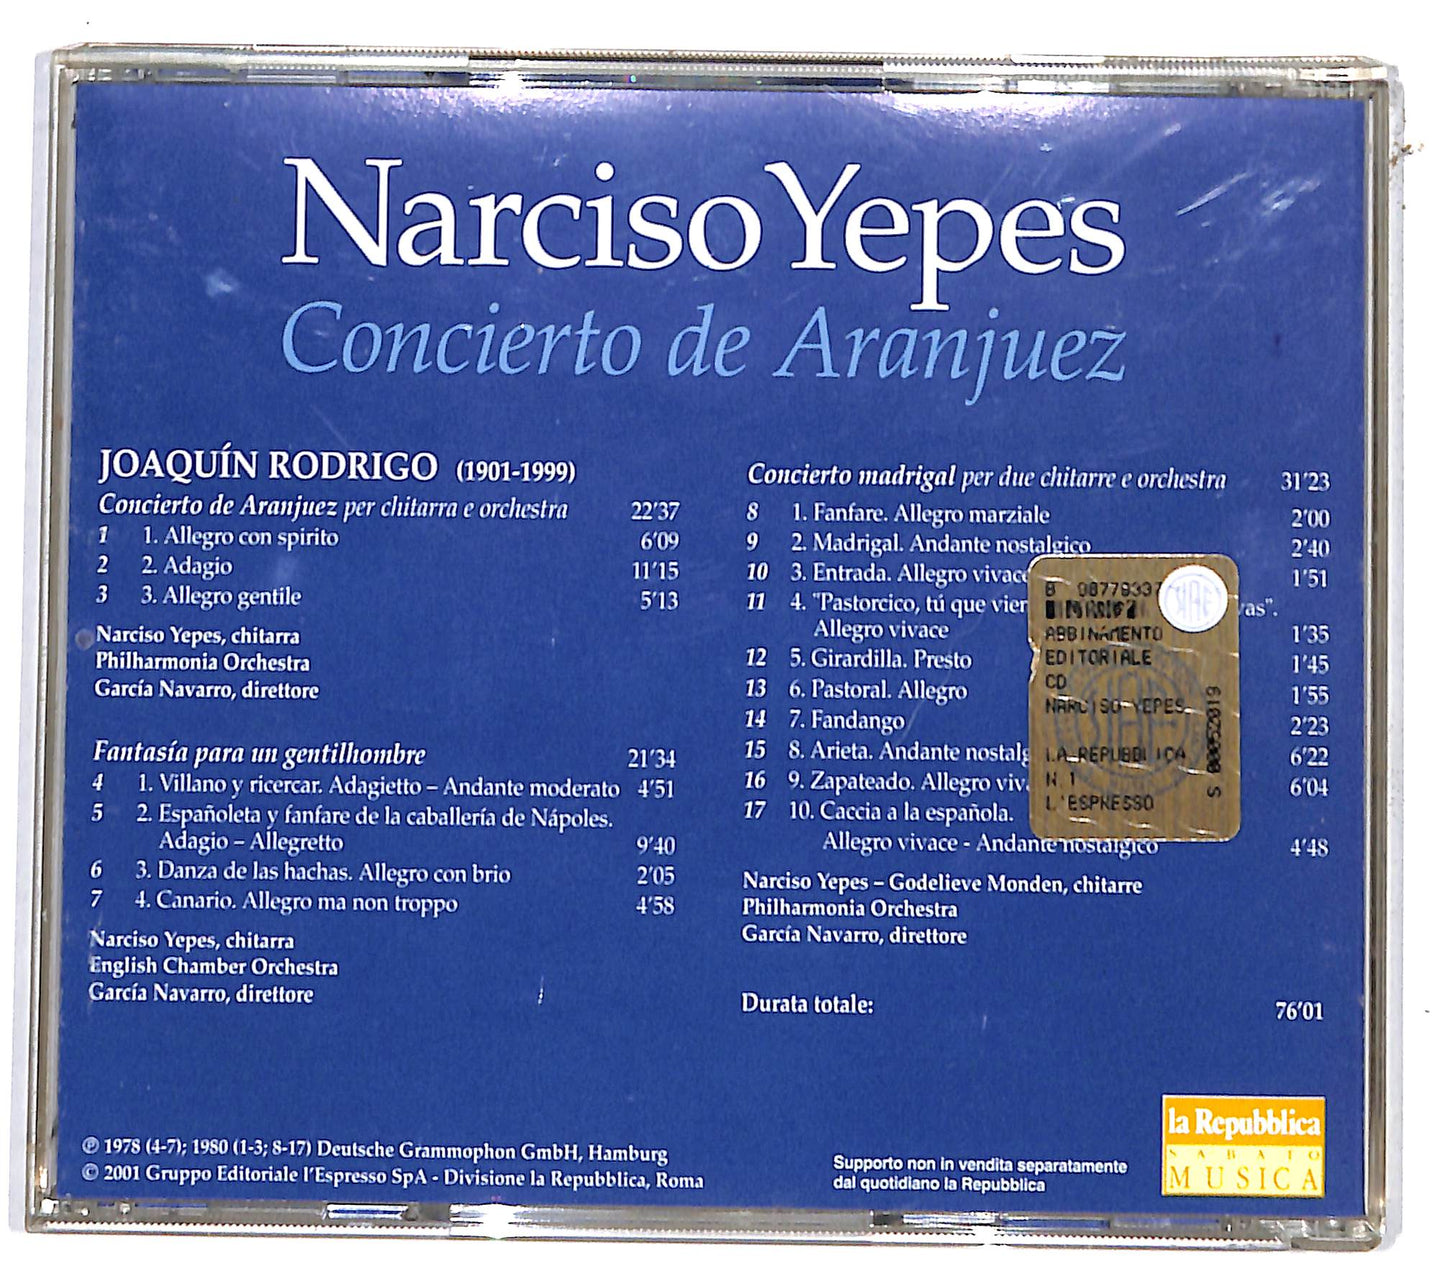 Narciso Yepes
Concierto de Aranjuez
JOAQUÍN RODRIGO (1901-1999)
Concierto de Aranjuez per chitarra e orchestra 22'37
1 1. Allegro con spirito 6'09
2 2. Adagio 11'15
3 3. Allegro gentile 5'13
Narciso Yepes, chitarra
Philharmonia Orchestra
García Navarro, direttore
Fantasía para un gentilhombre 21'34
4 1. Villano y ricercar. Adagietto – Andante moderato 4'51
5 2. Españoleta y fanfare de la caballería de Nápoles.
Adagio – Allegretto 9'40
6 3. Danza de las hachas. Allegro con brio 2'05
7 4. Canario. Allegro ma non troppo 4'58
Narciso Yepes, chitarra
English Chamber Orchestra
García Navarro, direttore
Concierto madrigal per due chitarre e orchestra 31'23
8 1. Fanfare. Allegro marziale 2'00
9 2. Madrigal. Andante nostalgico 2'40
10 3. Entrada. Allegro vivace 1'51
11 4. "Pastorcico, tú que vien vas".
Allegro vivace 1'35
12 5. Girardilla. Presto 1'45
13 6. Pastoral. Allegro 1'55
14 7. Fandango 2'23
15 8. Arieta. Andante nostalg 6'22
16 9. Zapateado. Allegro viva 6'04
17 10. Caccia a la española.
Allegro vivace - Andante nostalgico 4'48
Narciso Yepes – Godelieve Monden, chitarre
Philharmonia Orchestra
García Navarro, direttore
Durata totale: 76'01
ABBINAMENTO
EDITORIALE
CD
NARCISO YEPES
LA REPUBBLICA
N.1
L'ESPRESSO
S 00052019
℗ 1978 (4-7); 1980 (1-3; 8-17) Deutsche Grammophon GmbH, Hamburg
© 2001 Gruppo Editoriale l'Espresso SpA - Divisione la Repubblica, Roma
Supporto non in vendita separatamente
dal quotidiano la Repubblica
la Repubblica
SABATO
MUSICA